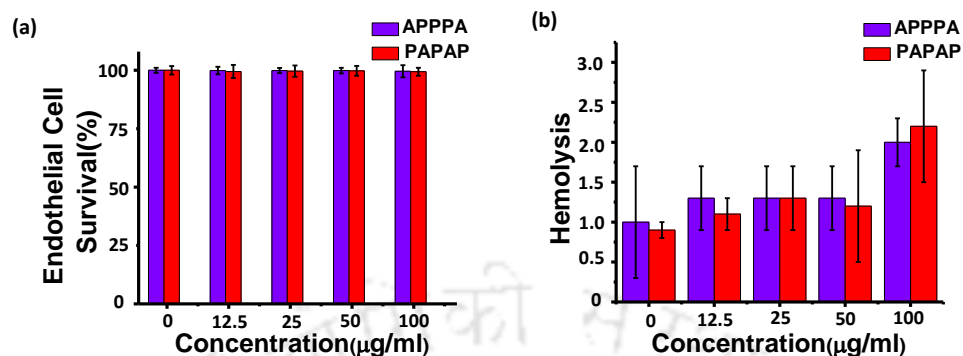 (a)
APPPA
PAPAP
Endothelial Cell
Survival(%)
100
75
50
25
0
0 12.5 25 50 100
Concentration(µg/ml)
(b)
APPPA
PAPAP
Hemolysis
3.0
2.5
2.0
1.5
1.0
0.5
0
0 12.5 25 50 100
Concentration(µg/ml)